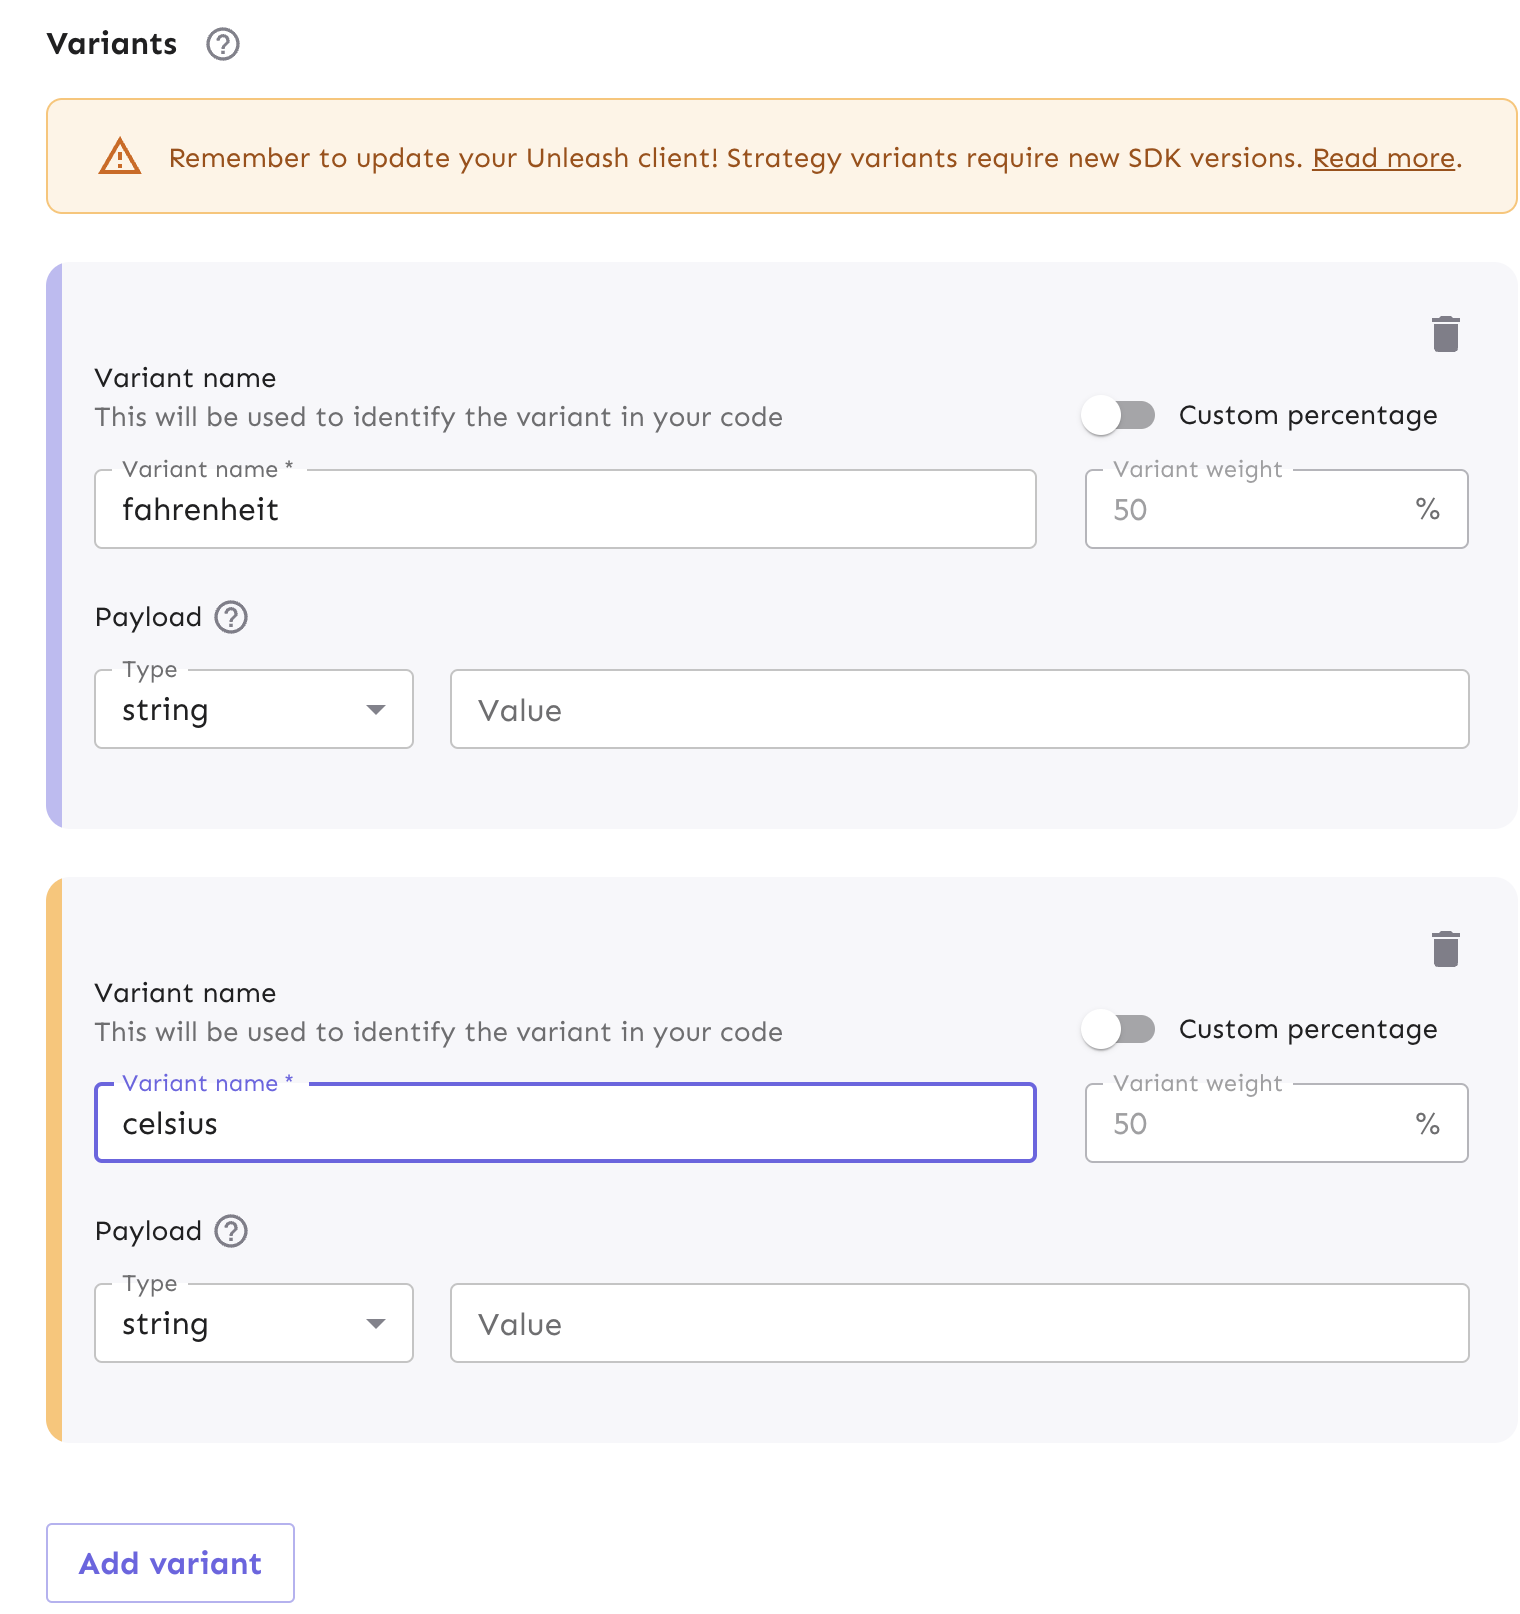 Variants
Remember to update your Unleash client! Strategy variants require new SDK versions. Read more.
Variant name
This will be used to identify the variant in your code
Custom percentage
Variant name *
fahrenheit
Variant weight
50 %
Payload
Type
string
Value
Variant name
This will be used to identify the variant in your code
Custom percentage
Variant name *
celsius
Variant weight
50 %
Payload
Type
string
Value
Add variant